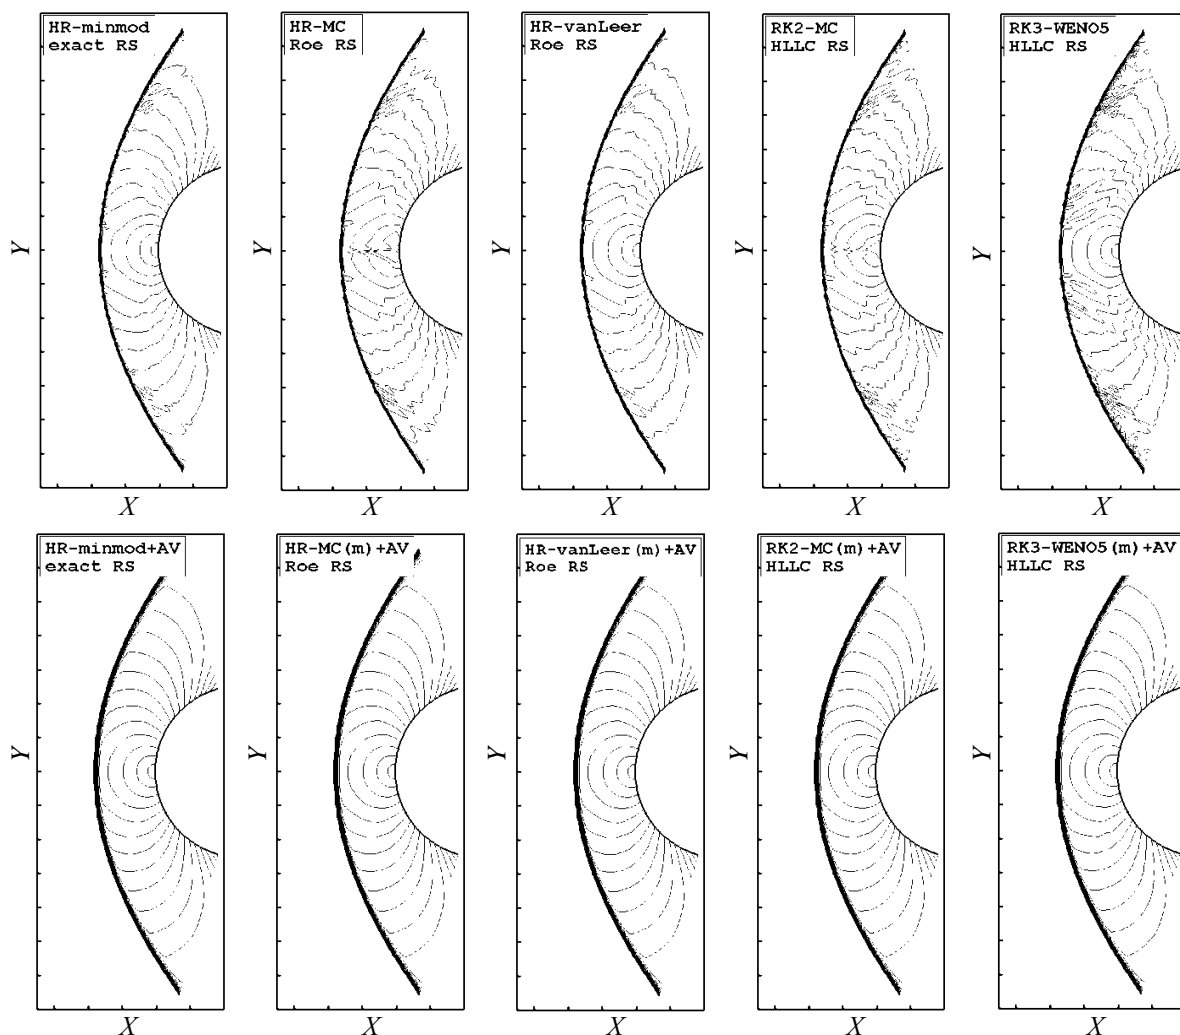 HR-minmod
exact RS
HR-MC
Roe RS
HR-vanLeer
Roe RS
RK2-MC
HLLC RS
RK3-WENO5
HLLC RS
Y
Y
Y
Y
Y
X
X
X
X
X
HR-minmod+AV
exact RS
HR-MC(m)+AV
Roe RS
HR-vanLeer(m)+AV
Roe RS
RK2-MC(m)+AV
HLLC RS
RK3-WENO5(m)+AV
HLLC RS
Y
Y
Y
Y
Y
X
X
X
X
X